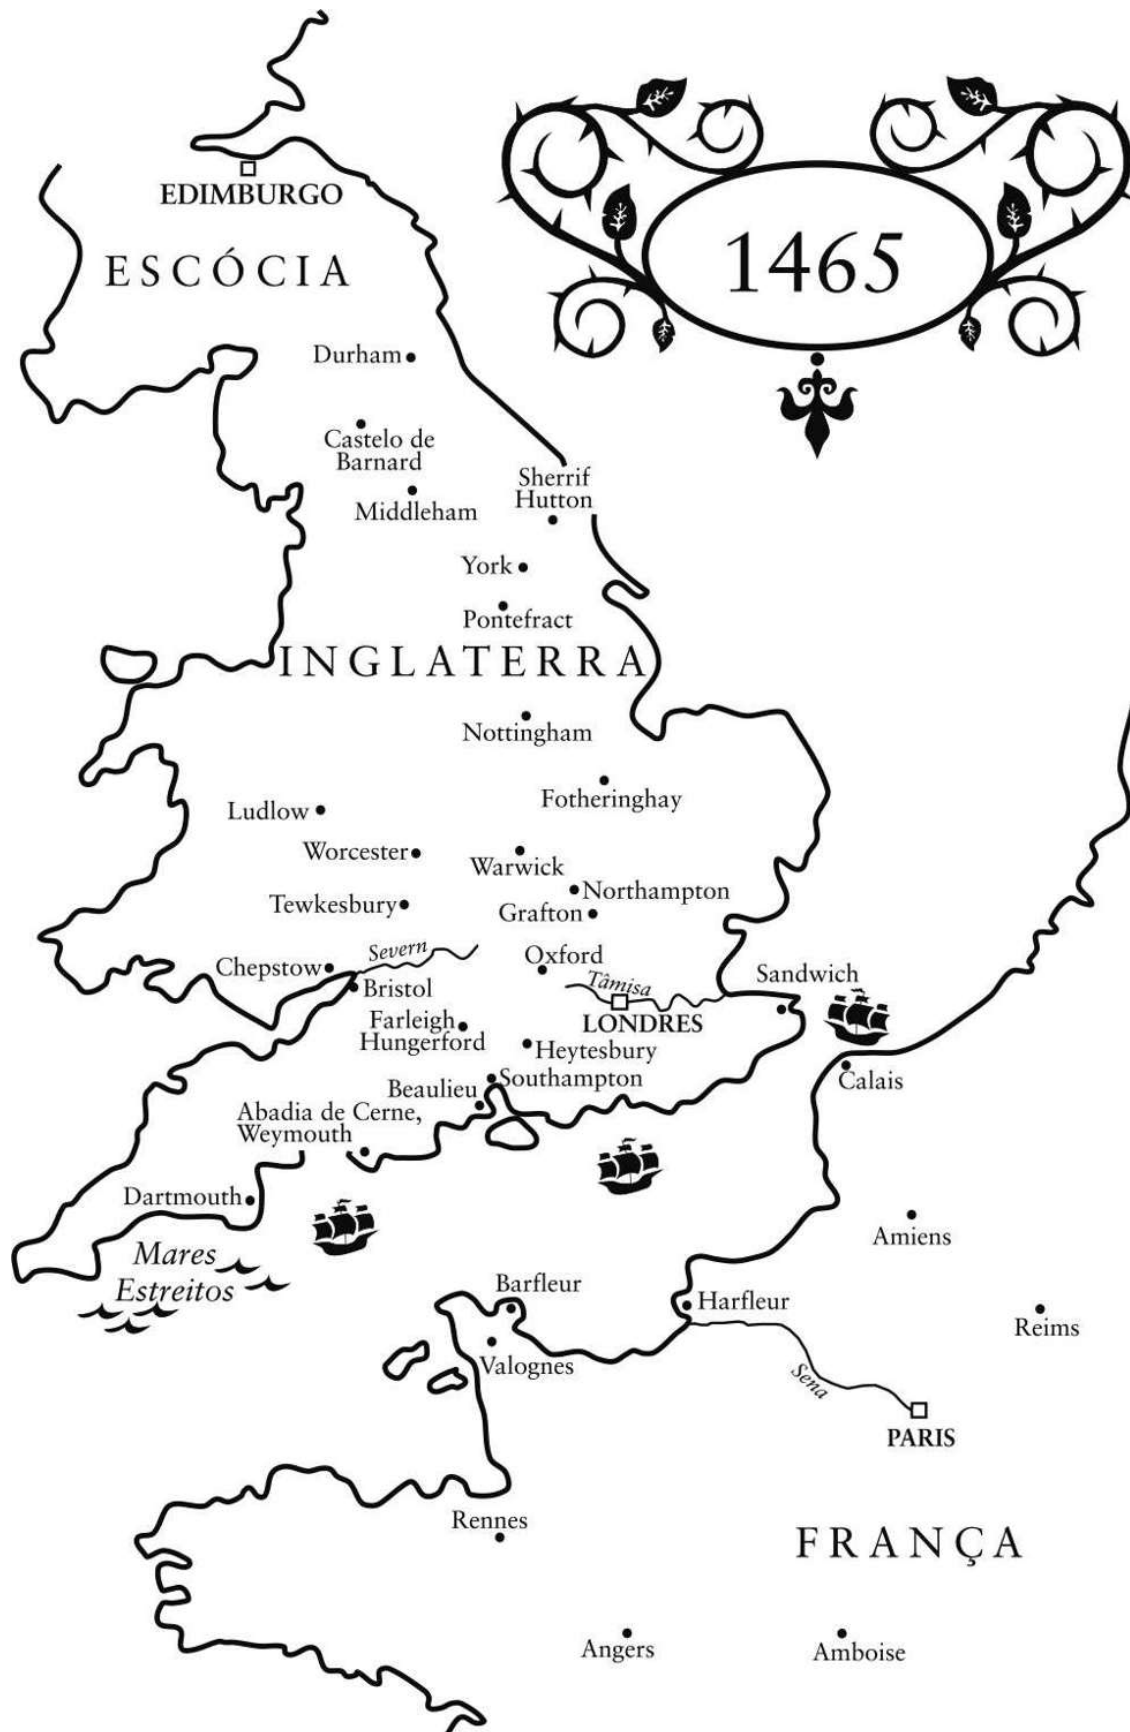 EDIMBURGO
ESCÓCIA
1465
Durham
Castelo de
Barnard
Sherrif
Hutton
Middleham
York
Pontefract
INGLATERRA
Nottingham
Fotheringhay
Ludlow
Worcester
Warwick
Northampton
Tewkesbury
Grafton
Severn
Oxford
Chepstow
Sandwich
Tâmisa
Bristol
LONDRES
Farleigh
Hungerford
Heytesbury
Southampton
Calais
Beaulieu
Abadia de Cerne,
Weymouth
Dartmouth
Amiens
Mares
Estreitos
Barfleur
Harfleur
Reims
Valognes
Sena
PARIS
Rennes
FRANÇA
Angers
Amboise